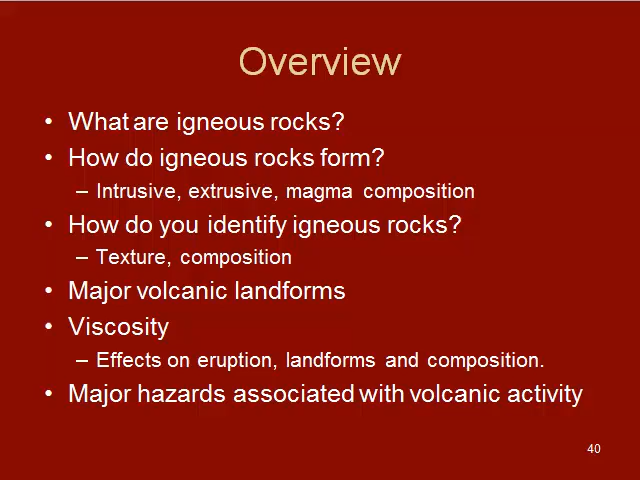 Overview
• What are igneous rocks?
• How do igneous rocks form?
– Intrusive, extrusive, magma composition
• How do you identify igneous rocks?
– Texture, composition
• Major volcanic landforms
• Viscosity
– Effects on eruption, landforms and composition.
• Major hazards associated with volcanic activity
40